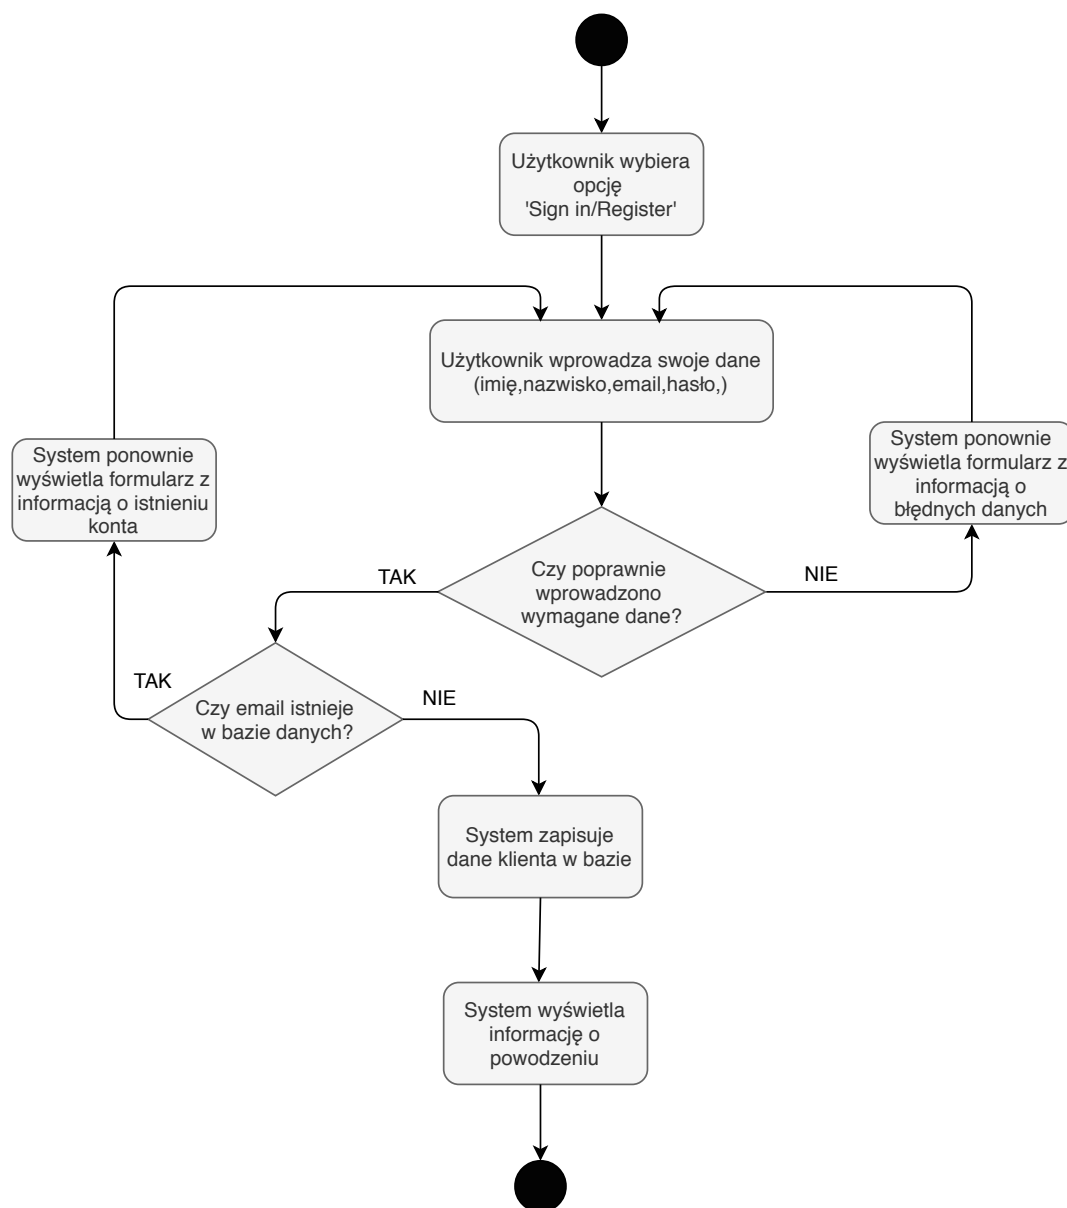 Użytkownik wybiera
opcję
'Sign in/Register'
Użytkownik wprowadza swoje dane
(imię,nazwisko,email,hasło,)
System ponownie
wyświetla formularz z
informacją o istnieniu
konta
System ponownie
wyświetla formularz z
informacją o
błędnych danych
TAK
Czy poprawnie
wprowadzono
wymagane dane?
NIE
TAK
Czy email istnieje
w bazie danych?
NIE
System zapisuje
dane klienta w bazie
System wyświetla
informację o
powodzeniu